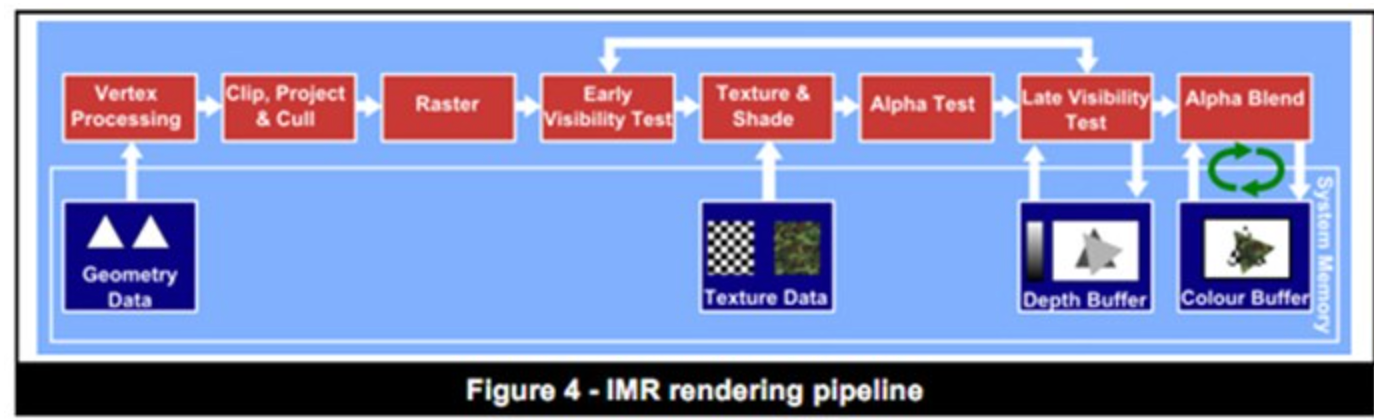 Vertex
Processing
Clip, Project
& Cull
Raster
Early
Visibility Test
Texture &
Shade
Alpha Test
Late Visibility
Test
Alpha Blend
Geometry
Data
Texture Data
Depth Buffer
Colour Buffer
System Memory
Figure 4 - IMR rendering pipeline